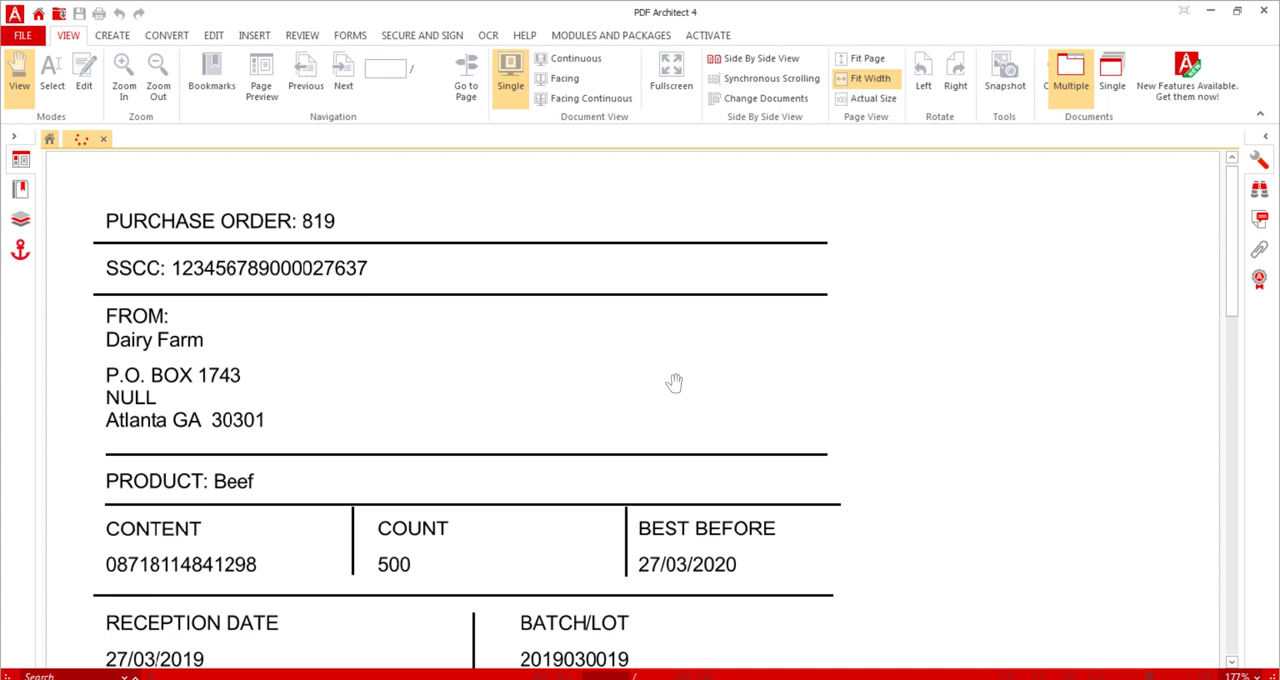 PDF Architect 4
FILE VIEW CREATE CONVERT EDIT INSERT REVIEW FORMS SECURE AND SIGN OCR HELP MODULES AND PACKAGES ACTIVATE
View Select Edit Zoom In Zoom Out Bookmarks Page Preview Previous Next / Go to Page Single Continuous Facing Facing Continuous Fullscreen Side By Side View Synchronous Scrolling Change Documents Fit Page Fit Width Actual Size Left Right Snapshot Multiple Single New Features Available. Get them now!
Modes Zoom Navigation Document View Side By Side View Page View Rotate Tools Documents
PURCHASE ORDER: 819
SSCC: 123456789000027637
FROM:
Dairy Farm
P.O. BOX 1743
NULL
Atlanta GA 30301
PRODUCT: Beef
CONTENT COUNT BEST BEFORE
08718114841298 500 27/03/2020
RECEPTION DATE BATCH/LOT
27/03/2019 2019030019
Search / 177%